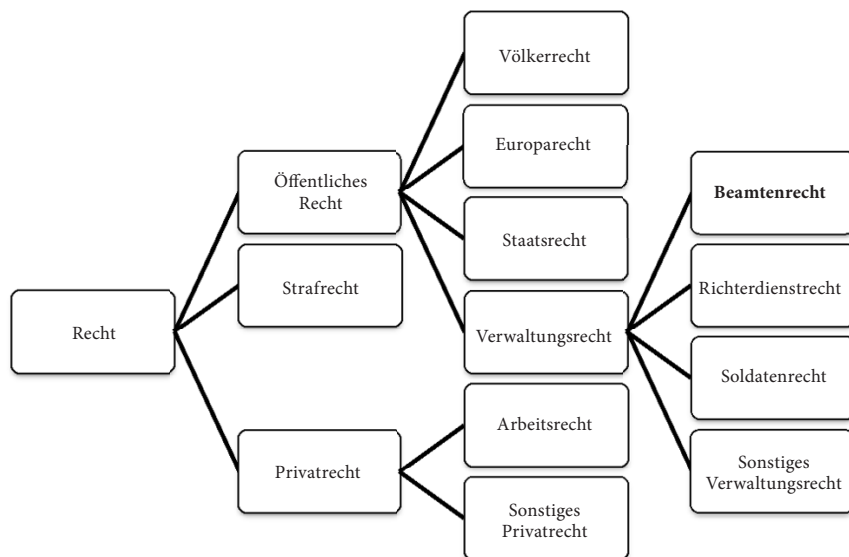 Recht
Öffentliches
Recht
Strafrecht
Privatrecht
Völkerrecht
Europarecht
Staatsrecht
Verwaltungsrecht
Arbeitsrecht
Sonstiges
Privatrecht
Beamtenrecht
Richterdienstrecht
Soldatenrecht
Sonstiges
Verwaltungsrecht